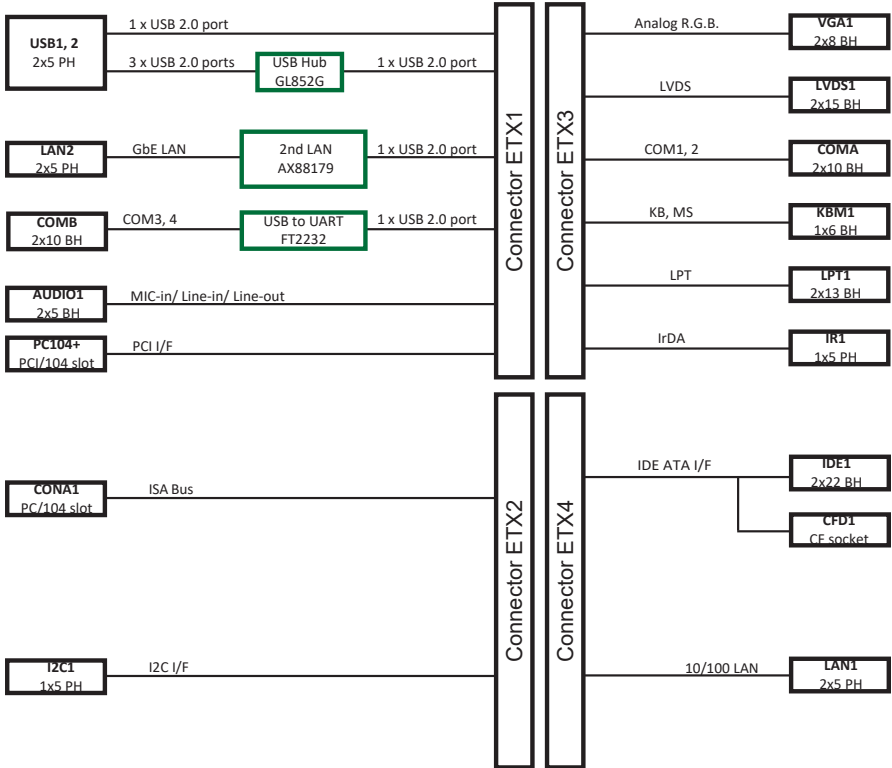 1 x USB 2.0 port
USB1, 2
2x5 PH
3 x USB 2.0 ports
USB Hub
GL852G
1 x USB 2.0 port
LAN2
2x5 PH
GbE LAN
2nd LAN
AX88179
1 x USB 2.0 port
COMB
2x10 BH
COM3, 4
USB to UART
FT2232
1 x USB 2.0 port
AUDIO1
2x5 BH
MIC-in/ Line-in/ Line-out
PC104+
PCI/104 slot
PCI I/F
Connector ETX1
Connector ETX3
Analog R.G.B.
VGA1
2x8 BH
LVDS
LVDS1
2x15 BH
COM1, 2
COMA
2x10 BH
KB, MS
KBM1
1x6 BH
LPT
LPT1
2x13 BH
IrDA
IR1
1x5 PH
CONA1
PC/104 slot
ISA Bus
I2C1
1x5 PH
I2C I/F
Connector ETX2
Connector ETX4
IDE ATA I/F
IDE1
2x22 BH
CFD1
CF socket
10/100 LAN
LAN1
2x5 PH